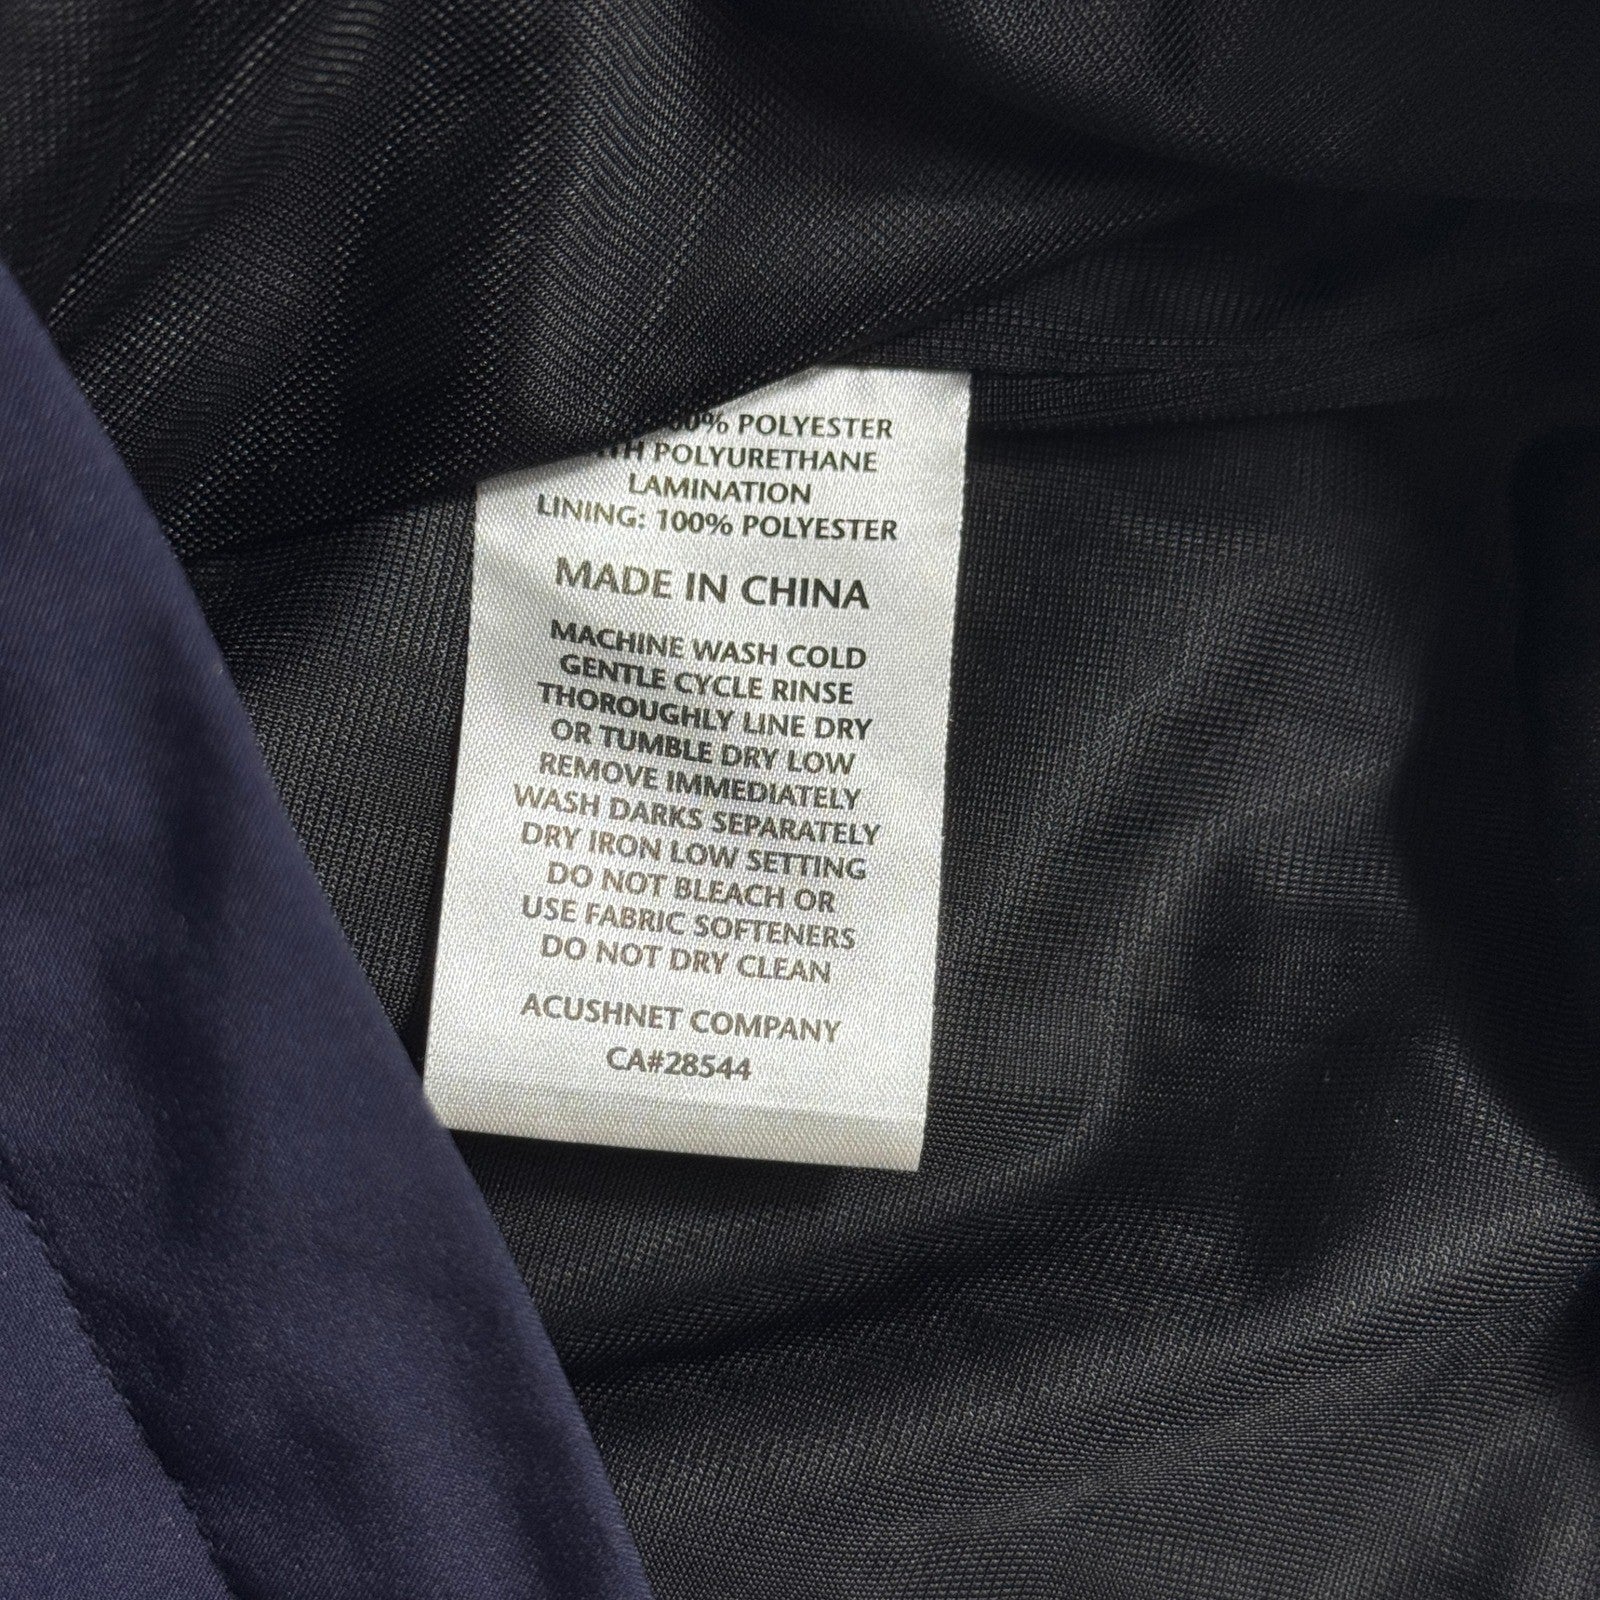 00% POLYESTER
TH POLYURETHANE
LAMINATION
LINING: 100% POLYESTER
MADE IN CHINA
MACHINE WASH COLD
GENTLE CYCLE RINSE
THOROUGHLY LINE DRY
OR TUMBLE DRY LOW
REMOVE IMMEDIATELY
WASH DARKS SEPARATELY
DRY IRON LOW SETTING
DO NOT BLEACH OR
USE FABRIC SOFTENERS
DO NOT DRY CLEAN
ACUSHNET COMPANY
CA#28544